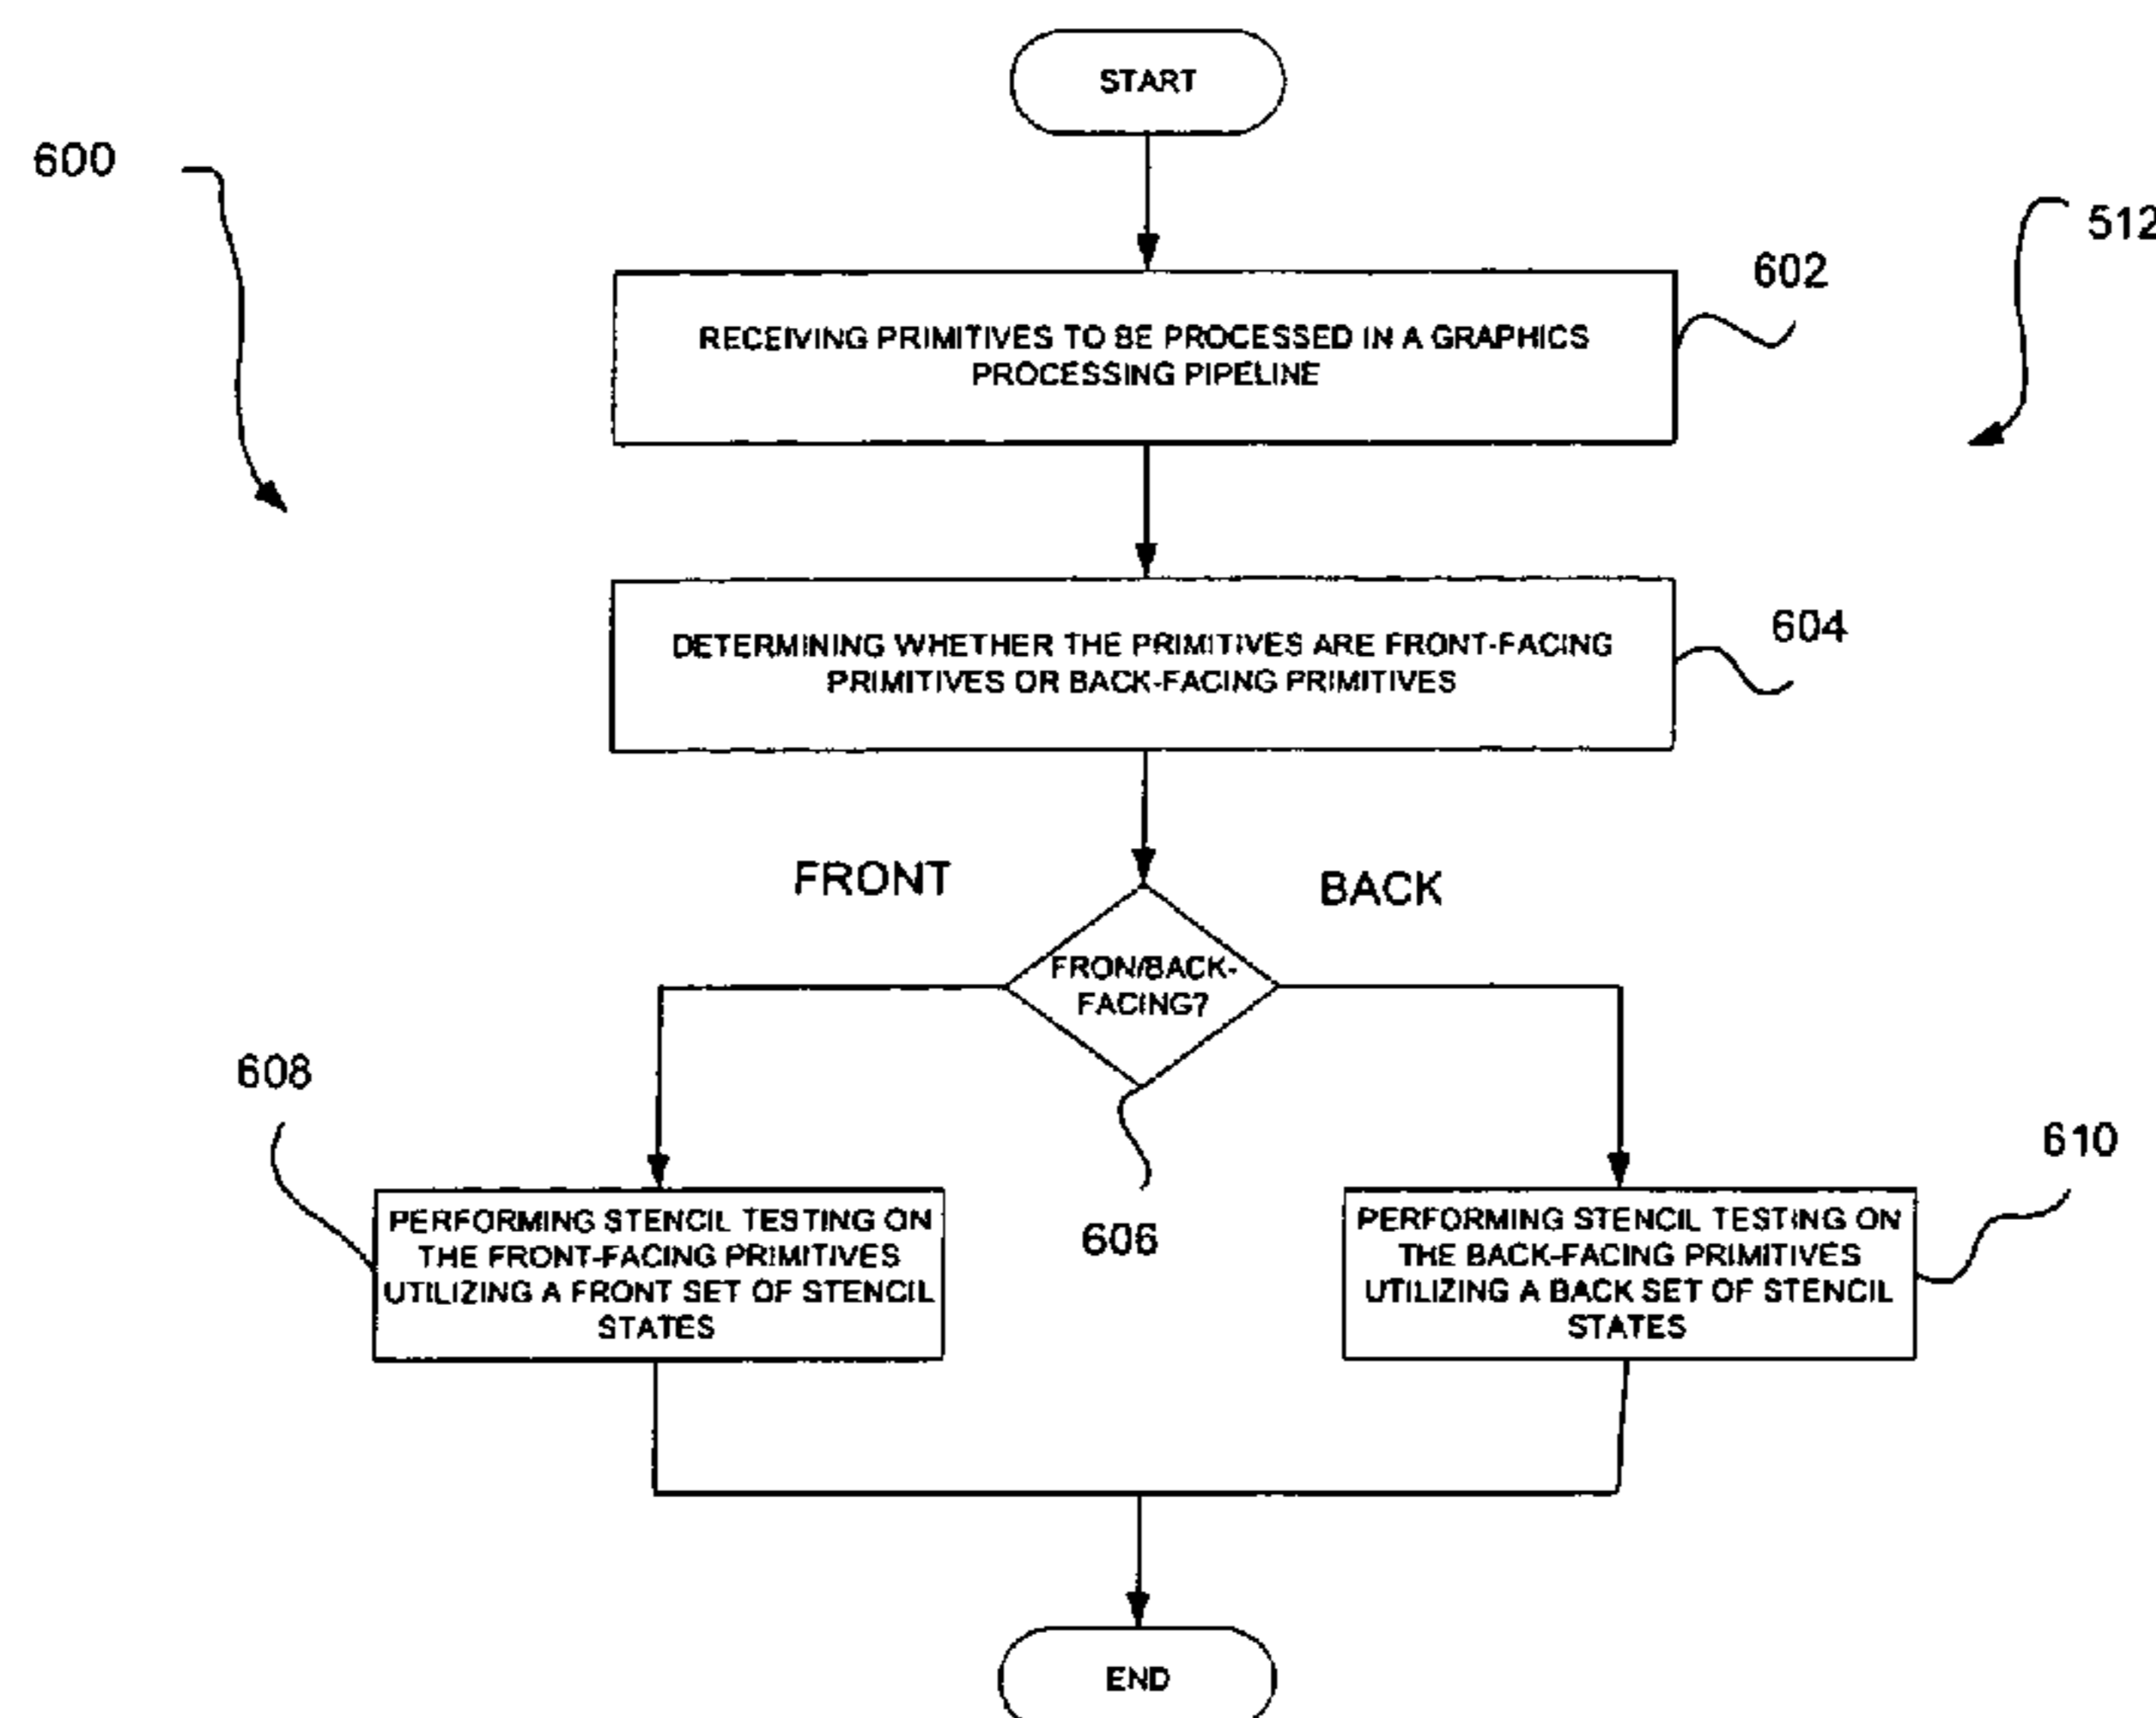 START
600
512
602
RECEIVING PRIMITIVES TO BE PROCESSED IN A GRAPHICS
PROCESSING PIPELINE
604
DETERMINING WHETHER THE PRIMITIVES ARE FRONT-FACING
PRIMITIVES OR BACK-FACING PRIMITIVES
FRONT
BACK
FRON/BACK-
FACING?
606
608
PERFORMING STENCIL TESTING ON
THE FRONT-FACING PRIMITIVES
UTILIZING A FRONT SET OF STENCIL
STATES
610
PERFORMING STENCIL TESTING ON
THE BACK-FACING PRIMITIVES
UTILIZING A BACK SET OF STENCIL
STATES
END